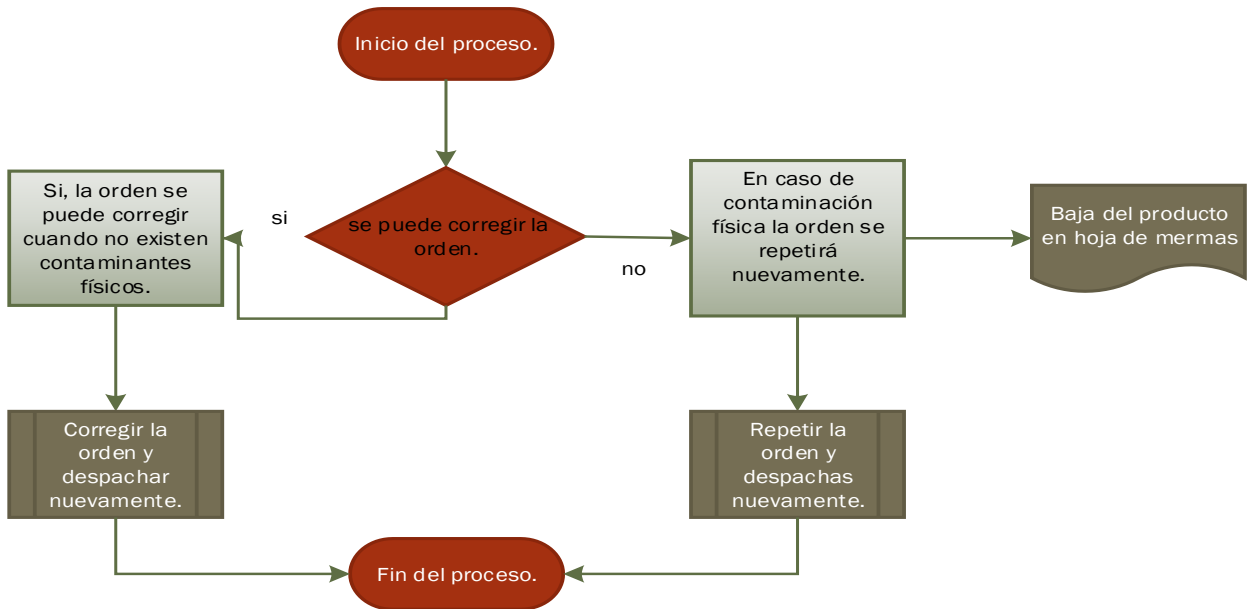 Inicio del proceso.
Si, la orden se
puede corregir
cuando no existen
contaminantes
físicos.
si
se puede corregir la
orden.
no
En caso de
contaminación
física la orden se
repetirá
nuevamente.
Baja del producto
en hoja de mermas
Corregir la
orden y
despachar
nuevamente.
Repetir la
orden y
despachas
nuevamente.
Fin del proceso.